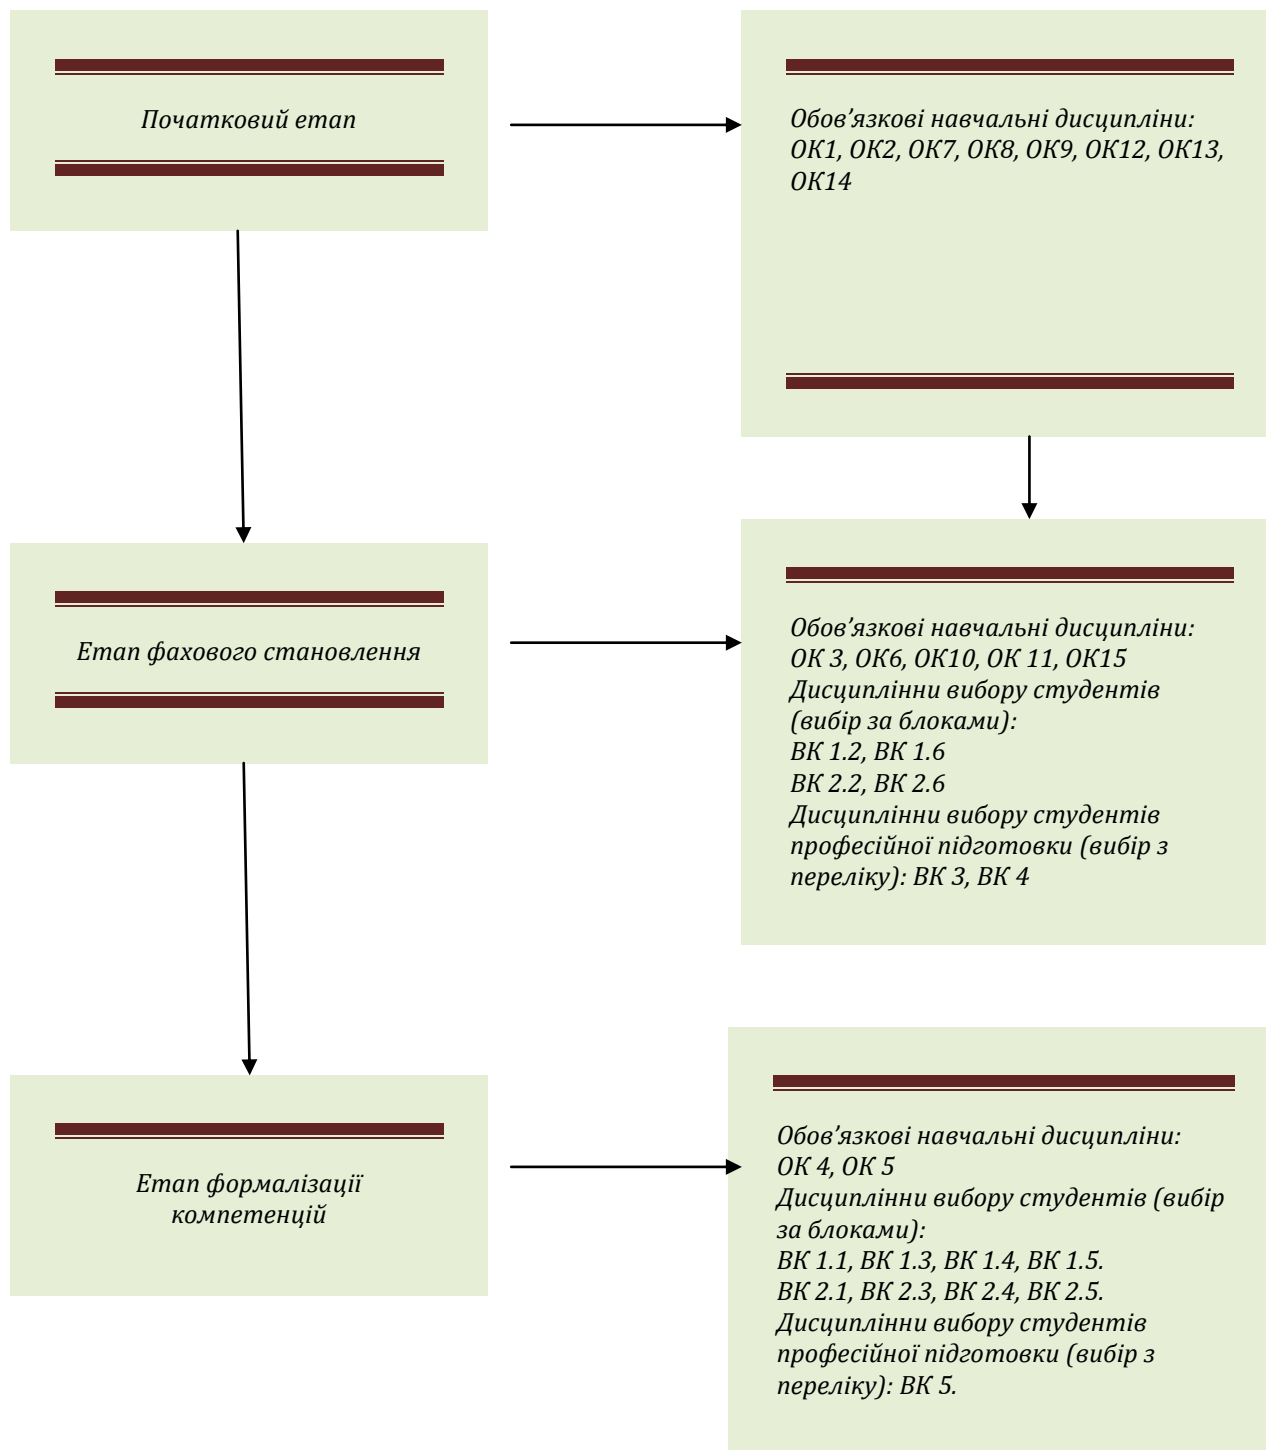 Початковий етап
Обов'язкові навчальні дисципліни:
ОК1, ОК2, ОК7, ОК8, ОК9, ОК12, ОК13,
ОК14
Етап фахового становлення
Обов'язкові навчальні дисципліни:
ОК 3, ОК6, ОК10, ОК 11, ОК15
Дисциплінни вибору студентів
(вибір за блоками):
ВК 1.2, ВК 1.6
ВК 2.2, ВК 2.6
Дисциплінни вибору студентів
професійної підготовки (вибір з
переліку): ВК 3, ВК 4
Етап формалізації
компетенцій
Обов'язкові навчальні дисципліни:
ОК 4, ОК 5
Дисциплінни вибору студентів (вибір
за блоками):
ВК 1.1, ВК 1.3, ВК 1.4, ВК 1.5.
ВК 2.1, ВК 2.3, ВК 2.4, ВК 2.5.
Дисциплінни вибору студентів
професійної підготовки (вибір з
переліку): ВК 5.